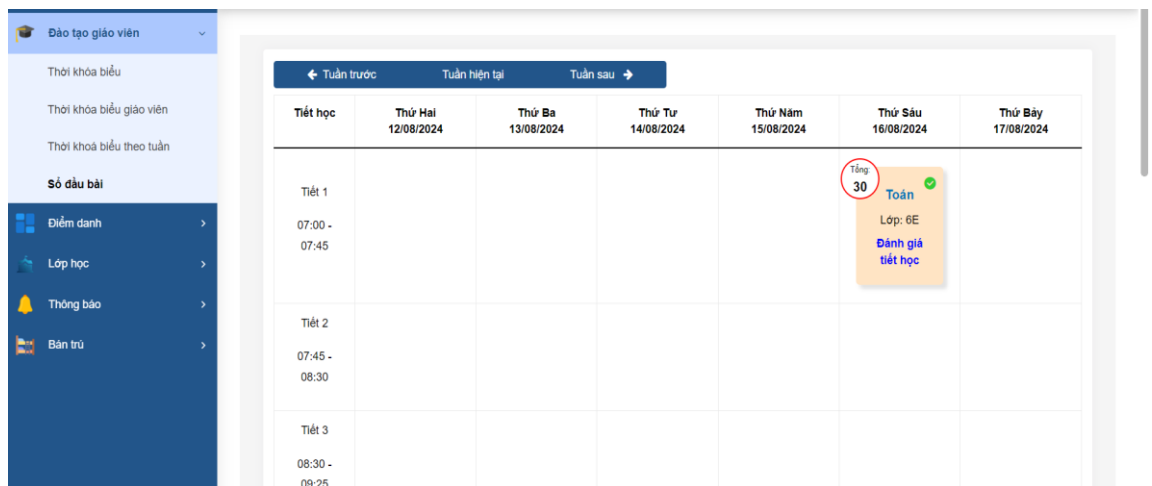 Đào tạo giáo viên
Thời khóa biểu
Thời khóa biểu giáo viên
Thời khoá biểu theo tuần
Sổ đầu bài
Điểm danh
Lớp học
Thông báo
Bán trú
Tuần trước Tuần hiện tại Tuần sau
Tiết học Thứ Hai Thứ Ba Thứ Tư Thứ Năm Thứ Sáu Thứ Bảy
12/08/2024 13/08/2024 14/08/2024 15/08/2024 16/08/2024 17/08/2024
Tiết 1
07:00 -
07:45
Tổng:
30
Toán
Lớp: 6E
Đánh giá
tiết học
Tiết 2
07:45 -
08:30
Tiết 3
08:30 -
09:25